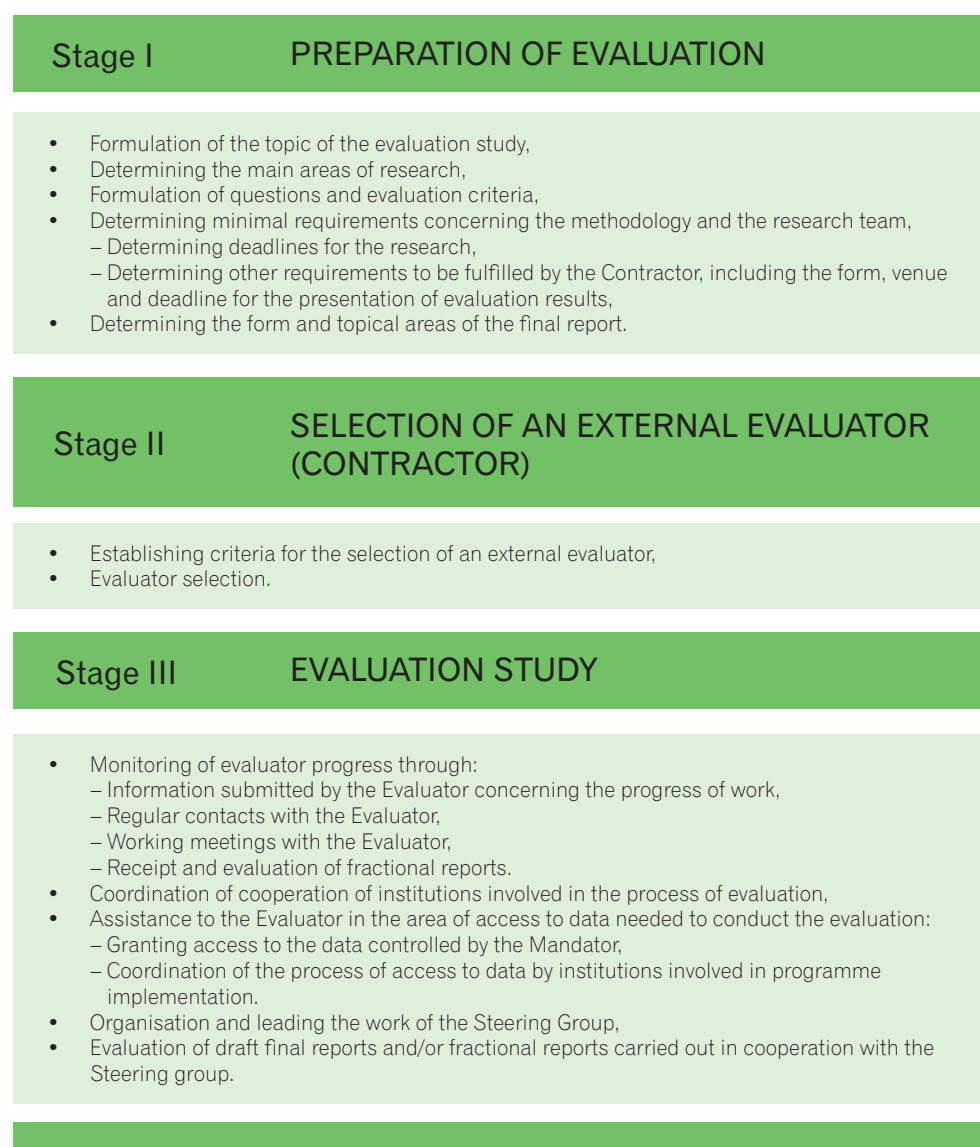 Stage I
PREPARATION OF EVALUATION
• Formulation of the topic of the evaluation study,
• Determining the main areas of research,
• Formulation of questions and evaluation criteria,
• Determining minimal requirements concerning the methodology and the research team,
– Determining deadlines for the research,
– Determining other requirements to be fulfilled by the Contractor, including the form, venue
and deadline for the presentation of evaluation results,
• Determining the form and topical areas of the final report.
Stage II
SELECTION OF AN EXTERNAL EVALUATOR
(CONTRACTOR)
• Establishing criteria for the selection of an external evaluator,
• Evaluator selection.
Stage III
EVALUATION STUDY
• Monitoring of evaluator progress through:
– Information submitted by the Evaluator concerning the progress of work,
– Regular contacts with the Evaluator,
– Working meetings with the Evaluator,
– Receipt and evaluation of fractional reports.
• Coordination of cooperation of institutions involved in the process of evaluation,
• Assistance to the Evaluator in the area of access to data needed to conduct the evaluation:
– Granting access to the data controlled by the Mandator,
– Coordination of the process of access to data by institutions involved in programme
implementation.
• Organisation and leading the work of the Steering Group,
• Evaluation of draft final reports and/or fractional reports carried out in cooperation with the
Steering group.